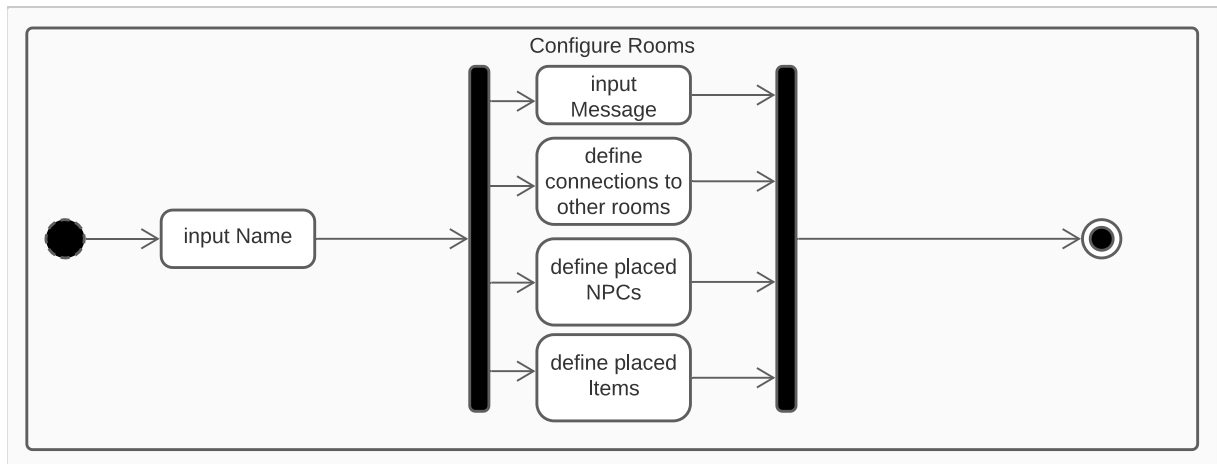 Configure Rooms
input
Message
define
connections to
other rooms
input Name
define placed
NPCs
define placed
Items